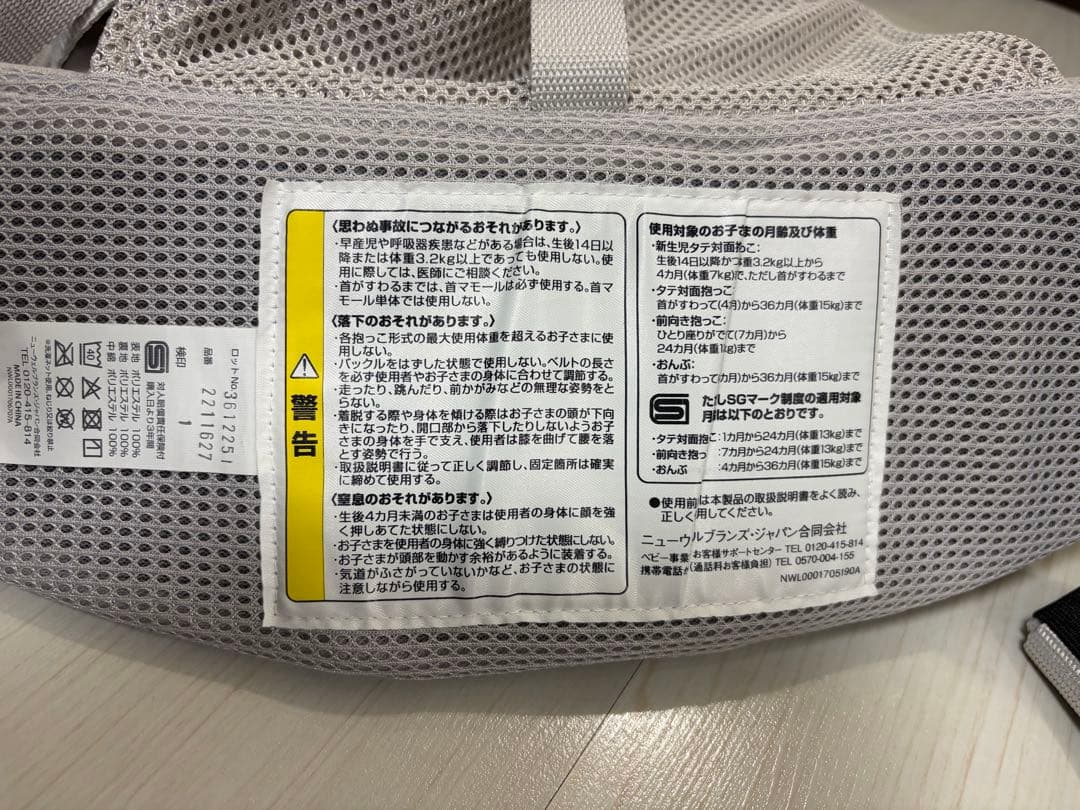 ロットNo.36122251
品番 2211627
検印 1
対人賠償責任保険付
購入日より3年間
表地 ポリエステル 100%
裏地 ポリエステル 100%
中綿 ポリエステル 100%
40
※洗濯ネット使用、ねじり又は絞り禁止
ニューウェルブランズ・ジャパン合同会社
TEL 0120-415-814
MADE IN CHINA
警告
〈思わぬ事故につながるおそれがあります。〉
・早産児や呼吸器疾患などがある場合は、生後14日以
降または体重3.2kg以上であっても使用しない。使
用に際しては、医師にご相談ください。
・首がすわるまでは、首マモールは必ず使用する。首マ
モール単体では使用しない。
〈落下のおそれがあります。〉
・各抱っこ形式の最大使用体重を超えるお子さまに使
用しない。
・バックルをはずした状態で使用しない。ベルトの長さ
を必ず使用者やお子さまの身体に合わせて調節する。
・走ったり、跳んだり、前かがみなどの無理な姿勢をと
らない。
・着脱する際や身体を傾ける際はお子さまの頭が下向
きになったり、開口部から落下したりしないようお子
さまの身体を手で支え、使用者は膝を曲げて腰を落
とす姿勢で行う。
・取扱説明書に従って正しく調節し、固定箇所は確実
に締めて使用する。
〈窒息のおそれがあります。〉
・生後4カ月未満のお子さまは使用者の身体に顔を強
く押しあてた状態にしない。
・お子さまを使用者の身体に強く縛りつけた状態にしない。
・お子さまが頭部を動かす余裕があるように装着する。
・気道がふさがっていないかなど、お子さまの状態に
注意しながら使用する。
使用対象のお子さまの月齢及び体重
・新生児タテ対面抱っこ:
生後14日以降かつ体重3.2kg以上から
4カ月(体重7kg)で、ただし首がすわるまで
・タテ対面抱っこ
首がすわって(4月)から36カ月(体重15kg)まで
・前向き抱っこ:
ひとり座りがでて(7カ月)から
24カ月(体重kg)まで
・おんぶ:
首がすわってカ月)から36カ月(体重15kg)まで
たしSGマーク制度の適用対象
月は以下のとおりです。
・タテ対面抱こ:1カ月から24カ月(体重13kg)まで
・前向き抱っ:7カ月から24カ月(体重13kg)まで
・おんぶ:4カ月から36カ月(体重15kg)まで
●使用前は本製品の取扱説明書をよく読み、
正しく用してください。
ニューウルブランズ・ジャパン合同会社
ベビー事業 お客様サポートセンター TEL 0120-415-814
携帯電話か(通話料お客様負担) TEL 0570-004-155
NWL0001705190A